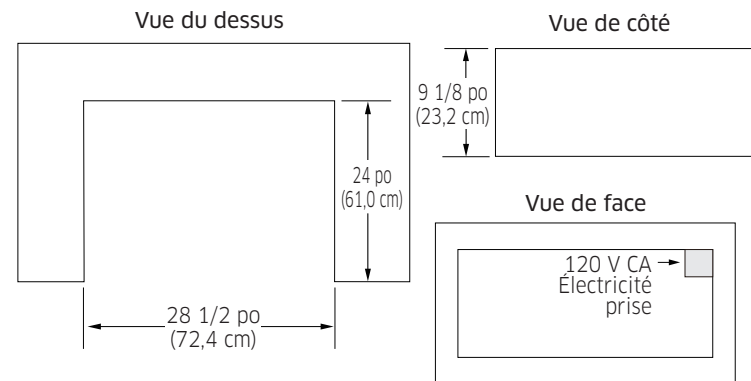 Vue du dessus
24 po
(61,0 cm)
28 1/2 po
(72,4 cm)
Vue de côté
9 1/8 po
(23,2 cm)
Vue de face
120 V CA
Électricité
prise